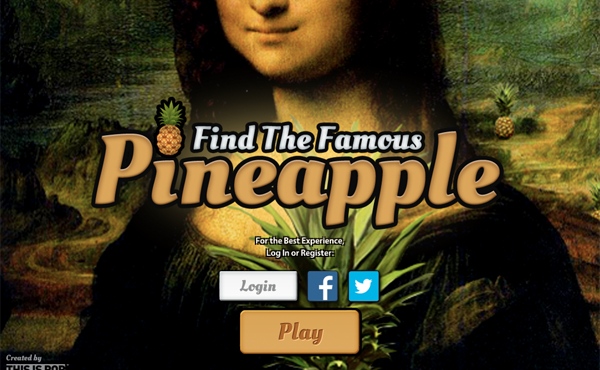 Find The Famous
Pineapple
For the Best Experience,
Log In or Register:
Login
Play
Created by
THIS IS POP